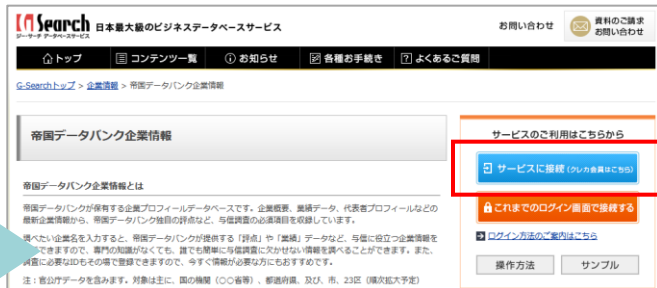 G Search 日本最大級のビジネスデータベースサービス
ジー・サーチ データベースサービス
お問い合わせ
資料のご請求
お問い合わせ
トップ コンテンツ一覧 お知らせ 各種お手続き よくあるご質問
G-Searchトップ > 企業情報 > 帝国データバンク企業情報
帝国データバンク企業情報
サービスのご利用はこちらから
サービスに接続(クレカ会員はこちら)
これまでのログイン画面で接続する
ログイン方法のご案内はこちら
操作方法 サンプル
帝国データバンク企業情報とは
帝国データバンクが保有する企業プロフィールデータベースです。企業概要、業績データ、代表者プロフィールなどの
最新企業情報から、帝国データバンク独自の評点など、与信調査の必須項目を収録しています。
調べたい企業名を入力すると、帝国データバンクが提供する「評点」や「業績」データなど、与信に役立つ企業情報を
できますので、専門の知識がなくても、誰でも簡単に与信調査に欠かせない情報を調べることができます。また、
調査に必要なIDもその場で登録できますので、今すぐ情報が必要な方にもおすすめです。
注:官公庁データを含みます。対象は主に、国の機関(○○省等)、都道府県、及び、市、23区(順次拡大予定)